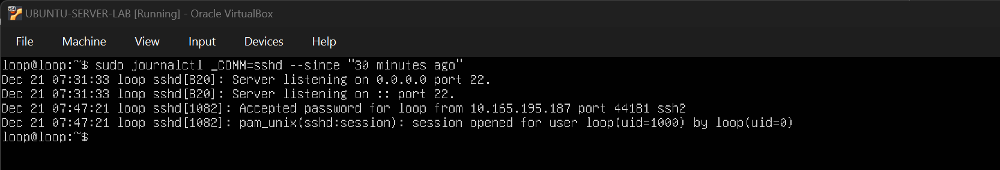 UBUNTU-SERVER-LAB [Running] - Oracle VirtualBox
File Machine View Input Devices Help
loop@loop:~$ sudo journalctl _COMM=sshd --since "30 minutes ago"
Dec 21 07:31:33 loop sshd[820]: Server listening on 0.0.0.0 port 22.
Dec 21 07:31:33 loop sshd[820]: Server listening on :: port 22.
Dec 21 07:47:21 loop sshd[1082]: Accepted password for loop from 10.165.195.187 port 44181 ssh2
Dec 21 07:47:21 loop sshd[1082]: pam_unix(sshd:session): session opened for user loop(uid=1000) by loop(uid=0)
loop@loop:~$